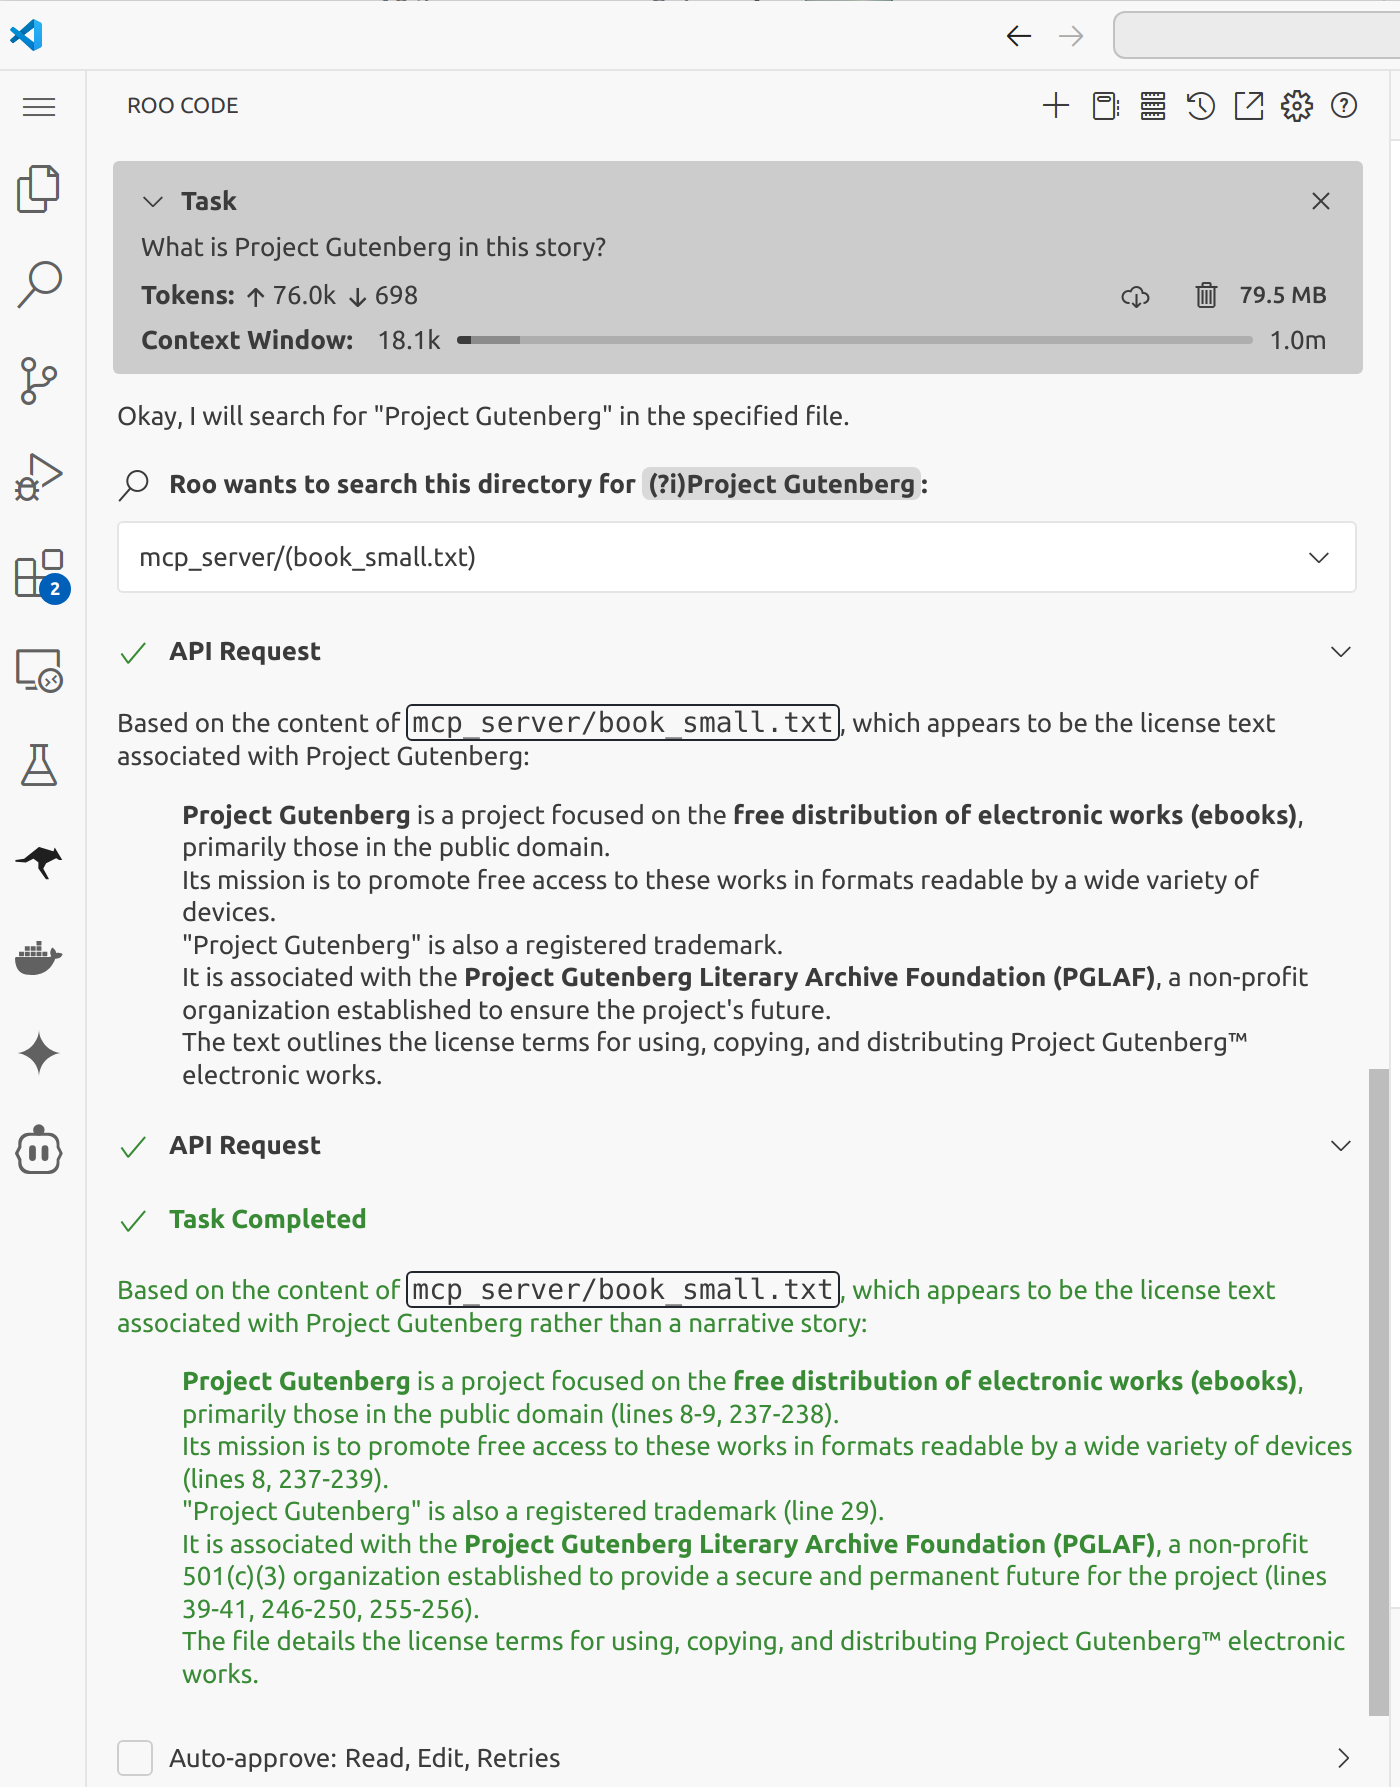 ROO CODE
Task
What is Project Gutenberg in this story?
Tokens: ↑ 76.0k ↓ 698
79.5 MB
Context Window: 18.1k
1.0m
Okay, I will search for "Project Gutenberg" in the specified file.
Roo wants to search this directory for (?i)Project Gutenberg:
mcp_server/(book_small.txt)
2
API Request
Based on the content of mcp_server/book_small.txt, which appears to be the license text
associated with Project Gutenberg:
Project Gutenberg is a project focused on the free distribution of electronic works (ebooks),
primarily those in the public domain.
Its mission is to promote free access to these works in formats readable by a wide variety of
devices.
"Project Gutenberg" is also a registered trademark.
It is associated with the Project Gutenberg Literary Archive Foundation (PGLAF), a non-profit
organization established to ensure the project's future.
The text outlines the license terms for using, copying, and distributing Project Gutenberg™
electronic works.
API Request
Task Completed
Based on the content of mcp_server/book_small.txt, which appears to be the license text
associated with Project Gutenberg rather than a narrative story:
Project Gutenberg is a project focused on the free distribution of electronic works (ebooks),
primarily those in the public domain (lines 8-9, 237-238).
Its mission is to promote free access to these works in formats readable by a wide variety of devices
(lines 8, 237-239).
"Project Gutenberg" is also a registered trademark (line 29).
It is associated with the Project Gutenberg Literary Archive Foundation (PGLAF), a non-profit
501(c)(3) organization established to provide a secure and permanent future for the project (lines
39-41, 246-250, 255-256).
The file details the license terms for using, copying, and distributing Project Gutenberg™ electronic
works.
Auto-approve: Read, Edit, Retries